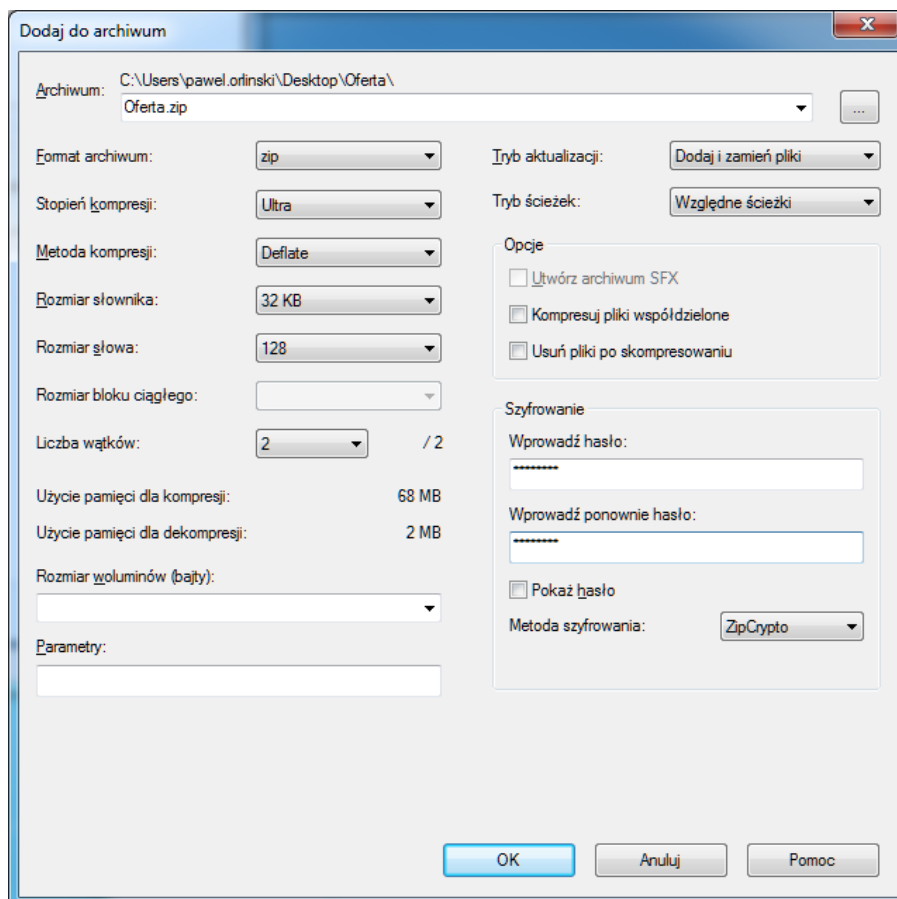 Dodaj do archiwum
Archiwum:
C:\Users\pawel.orlinski\Desktop\Oferta\
Oferta.zip
...
Format archiwum:
zip
Stopień kompresji:
Ultra
Metoda kompresji:
Deflate
Rozmiar słownika:
32 KB
Rozmiar słowa:
128
Rozmiar bloku ciągłego:
Liczba wątków:
2
/ 2
Użycie pamięci dla kompresji:
68 MB
Użycie pamięci dla dekompresji:
2 MB
Rozmiar woluminów (bajty):
Parametry:
Tryb aktualizacji:
Dodaj i zamień pliki
Tryb ścieżek:
Względne ścieżki
Opcje
Utwórz archiwum SFX
Kompresuj pliki współdzielone
Usuń pliki po skompresowaniu
Szyfrowanie
Wprowadź hasło:
********
Wprowadź ponownie hasło:
********
Pokaż hasło
Metoda szyfrowania:
ZipCrypto
OK
Anuluj
Pomoc